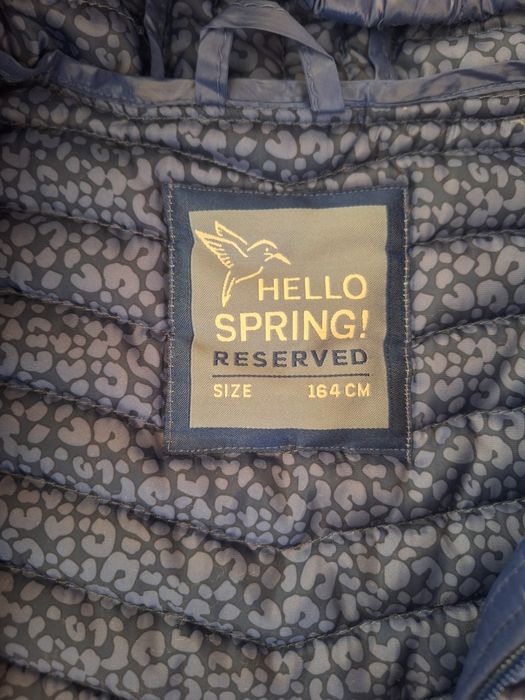 HELLO
SPRING!
RESERVED
SIZE 164 CM